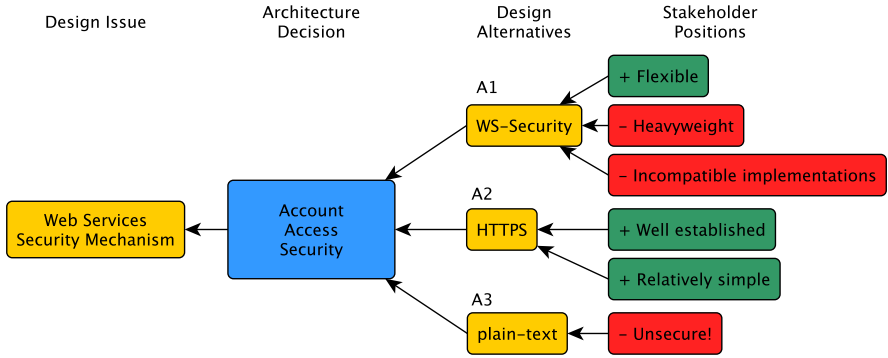 Design Issue
Architecture
Decision
Design
Alternatives
Stakeholder
Positions
A1
+ Flexible
WS-Security
- Heavyweight
- Incompatible implementations
Web Services
Security Mechanism
Account
Access
Security
A2
HTTPS
+ Well established
+ Relatively simple
A3
plain-text
- Unsecure!